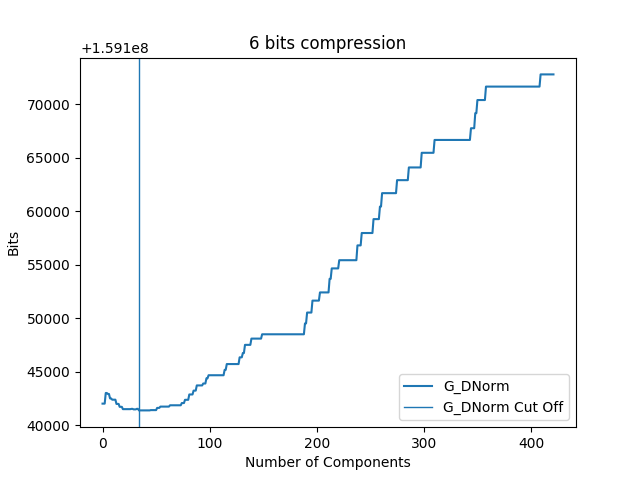 6 bits compression
+1.591e8
70000
65000
60000
55000
50000
45000
40000
Bits
0 100 200 300 400
Number of Components
G_DNorm
G_DNorm Cut Off